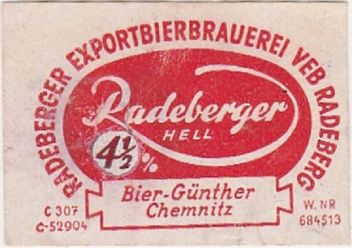 RADEBERGER EXPORTBIERBRAUEREI VEB RADEBERG
Radeberger
HELL
4½%
Bier-Günther
Chemnitz
C 307
C-52904
W. NR
684513